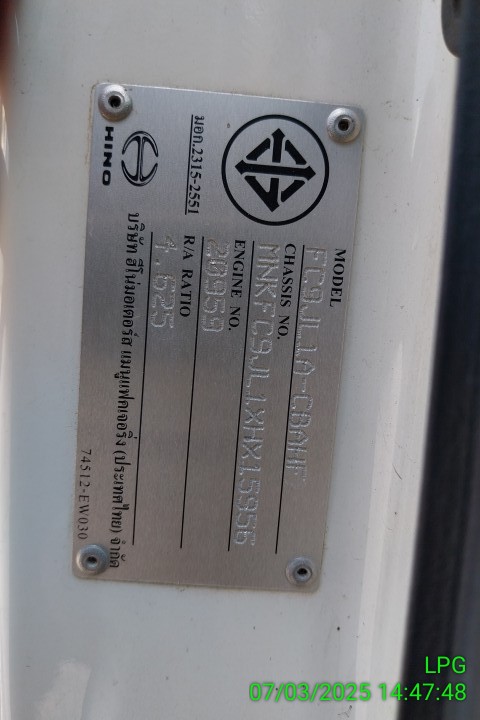 HINO
มอก.2315-2551
MODEL
FC9JL1A-CBAHF
CHASSIS NO.
MNKFC9JL1XHX15956
ENGINE NO.
20959
R/A RATIO
4.625
บริษัท ฮีโน่มอเตอร์ส แมนูแฟคเจอริ่ง (ประเทศไทย) จำกัด
74512-EW030
LPG
07/03/2025 14:47:48